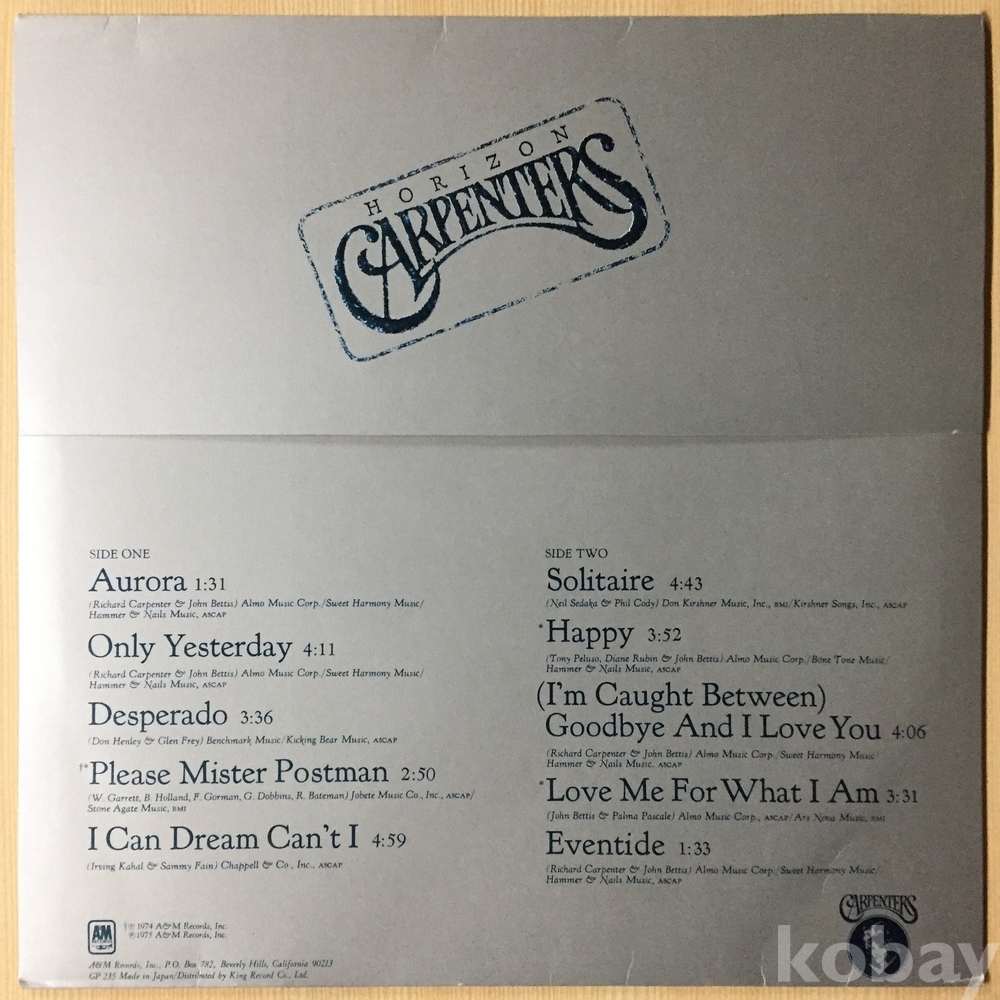 HORIZON
CARPENTERS
SIDE ONE
Aurora 1:31
(Richard Carpenter & John Bettis) Almo Music Corp./Sweet Harmony Music/
Hammer & Nails Music, ASCAP
Only Yesterday 4:11
(Richard Carpenter & John Bettis) Almo Music Corp./Sweet Harmony Music/
Hammer & Nails Music, ASCAP
Desperado 3:36
(Don Henley & Glen Frey) Benchmark Music/Kicking Bear Music, ASCAP
†*Please Mister Postman 2:50
(W. Garrett, B. Holland, F. Gorman, G. Dobbins, R. Bateman) Jobete Music Co., Inc., ASCAP/
Stone Agate Music, BMI
I Can Dream Can't I 4:59
(Irving Kahal & Sammy Fain) Chappell & Co., Inc., ASCAP
SIDE TWO
Solitaire 4:43
(Neil Sedaka & Phil Cody) Don Kirshner Music, Inc., BMI/Kirshner Songs, Inc., ASCAP
*Happy 3:52
(Tony Peluso, Diane Rubin & John Bettis) Almo Music Corp./Bone Tone Music/
Hammer & Nails Music, ASCAP
(I'm Caught Between)
Goodbye And I Love You 4:06
(Richard Carpenter & John Bettis) Almo Music Corp./Sweet Harmony Music/
Hammer & Nails Music, ASCAP
*Love Me For What I Am 3:31
(John Bettis & Palma Pascale) Almo Music Corp., ASCAP/Ars Nova Music, BMI
Eventide 1:33
(Richard Carpenter & John Bettis) Almo Music Corp./Sweet Harmony Music/
Hammer & Nails Music, ASCAP
AM
†℗ 1974 A&M Records, Inc.
℗ 1975 A&M Records, Inc.
A&M Records, Inc., P.O. Box 782, Beverly Hills, California 90213
GP 235 Made in Japan/Distributed by King Record Co., Ltd.
CARPENTERS
kobay